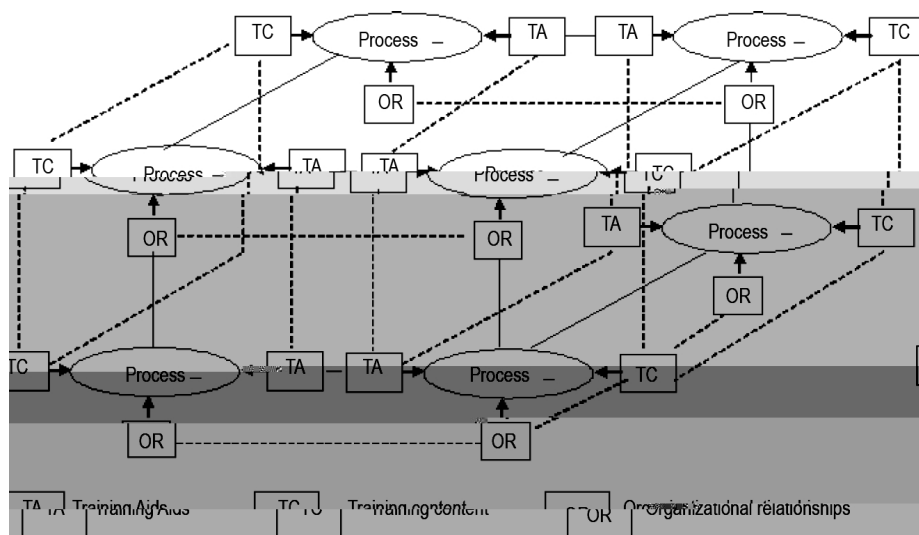 TC Process _ TA TA Process _ TC
OR OR
TC Process _ TA TA Process _ TC
TA Process _ TC
OR OR
OR
TC Process _ TA TA Process _ TC
OR OR
TA Training Aids TC Training content OR Organizational relationships